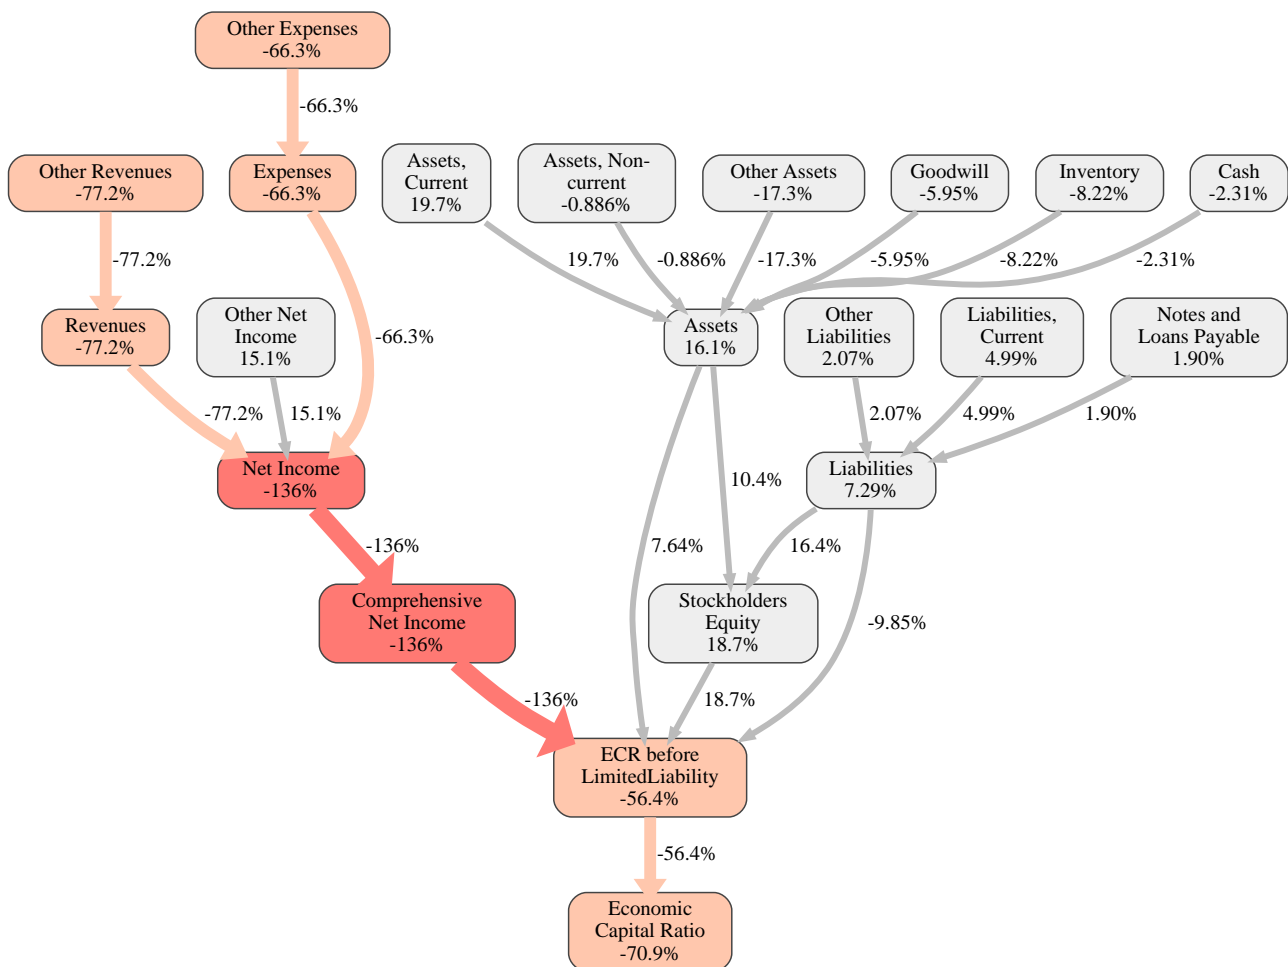 Other Expenses
-66.3%
-66.3%
Other Revenues
-77.2%
Expenses
-66.3%
Assets,
Current
19.7%
Assets, Non-
current
-0.886%
Other Assets
-17.3%
Goodwill
-5.95%
Inventory
-8.22%
Cash
-2.31%
-77.2%
19.7%
-0.886%
-17.3%
-5.95%
-8.22%
-2.31%
Revenues
-77.2%
Other Net
Income
15.1%
-66.3%
Assets
16.1%
Other
Liabilities
2.07%
Liabilities,
Current
4.99%
Notes and
Loans Payable
1.90%
-77.2%
15.1%
2.07%
4.99%
1.90%
Net Income
-136%
10.4%
Liabilities
7.29%
-136%
7.64%
16.4%
Comprehensive
Net Income
-136%
Stockholders
Equity
18.7%
-9.85%
-136%
18.7%
ECR before
LimitedLiability
-56.4%
-56.4%
Economic
Capital Ratio
-70.9%